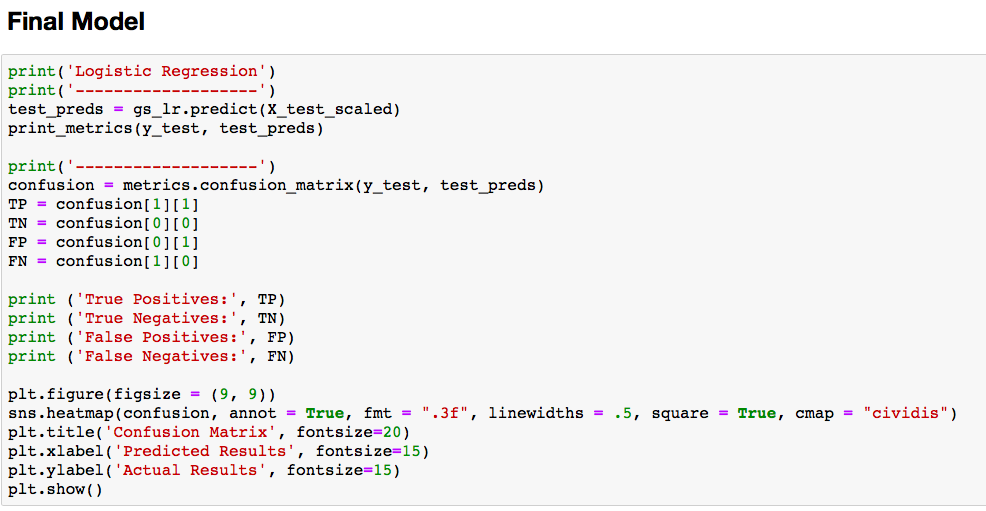 Final Model
print('Logistic Regression')
print('-------------------')
test_preds = gs_lr.predict(X_test_scaled)
print_metrics(y_test, test_preds)
print('-------------------')
confusion = metrics.confusion_matrix(y_test, test_preds)
TP = confusion[1][1]
TN = confusion[0][0]
FP = confusion[0][1]
FN = confusion[1][0]
print ('True Positives:', TP)
print ('True Negatives:', TN)
print ('False Positives:', FP)
print ('False Negatives:', FN)
plt.figure(figsize = (9, 9))
sns.heatmap(confusion, annot = True, fmt = ".3f", linewidths = .5, square = True, cmap = "cividis")
plt.title('Confusion Matrix', fontsize=20)
plt.xlabel('Predicted Results', fontsize=15)
plt.ylabel('Actual Results', fontsize=15)
plt.show()